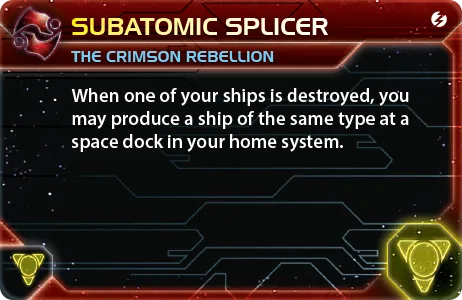 SUBATOMIC SPLICER
THE CRIMSON REBELLION
When one of your ships is destroyed, you
may produce a ship of the same type at a
space dock in your home system.